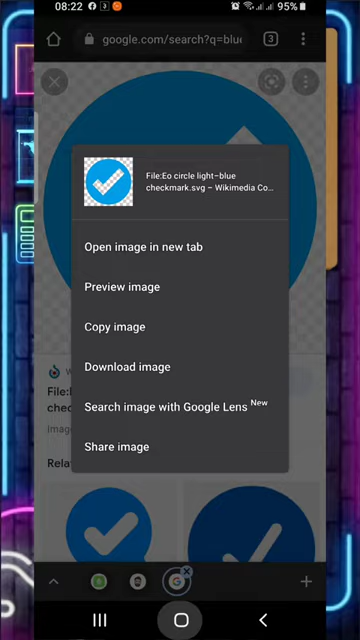 08:22
95%
google.com/search?q=blue
3
File:Eo circle light-blue
checkmark.svg – Wikimedia Co...
Open image in new tab
Preview image
Copy image
Download image
Search image with Google Lens New
Share image
File:
chec
Imag
Rela